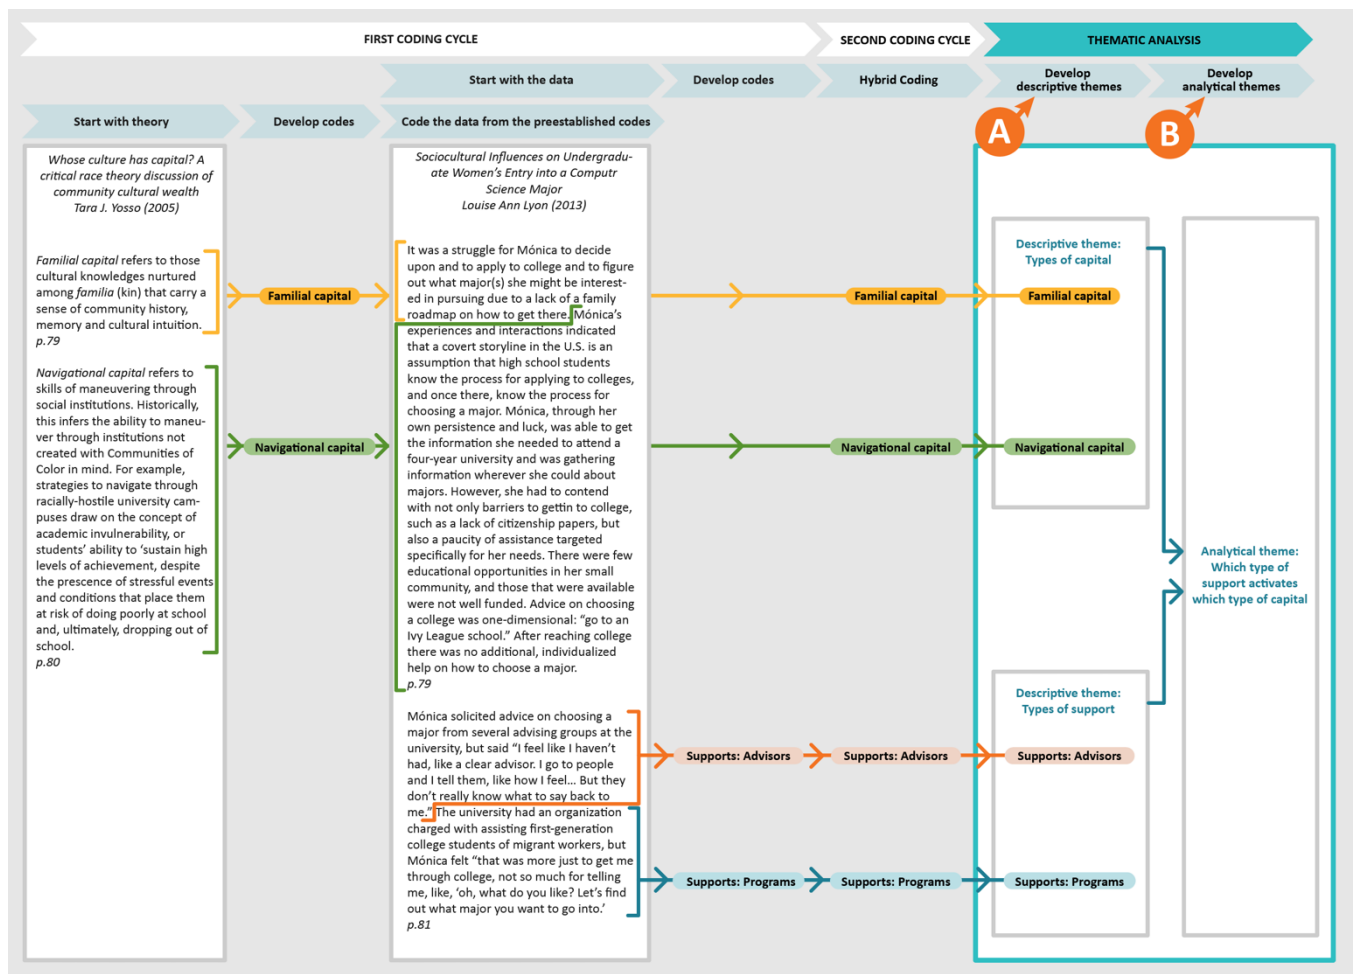 FIRST CODING CYCLE
SECOND CODING CYCLE
THEMATIC ANALYSIS
Start with the data
Develop codes
Hybrid Coding
Develop
descriptive themes
Develop
analytical themes
Start with theory
Develop codes
Code the data from the preestablished codes
A
B
Whose culture has capital? A
critical race theory discussion of
community cultural wealth
Tara J. Yosso (2005)
Familial capital refers to those
cultural knowledges nurtured
among familia (kin) that carry a
sense of community history,
memory and cultural intuition.
p.79
Navigational capital refers to
skills of maneuvering through
social institutions. Historically,
this infers the ability to maneu-
ver through institutions not
created with Communities of
Color in mind. For example,
strategies to navigate through
racially-hostile university cam-
puses draw on the concept of
academic invulnerability, or
students’ ability to ‘sustain high
levels of achievement, despite
the prescence of stressful events
and conditions that place them
at risk of doing poorly at school
and, ultimately, dropping out of
school.
p.80
Familial capital
Navigational capital
Sociocultural Influences on Undergradu-
ate Women’s Entry into a Computr
Science Major
Louise Ann Lyon (2013)
It was a struggle for Mónica to decide
upon and to apply to college and to figure
out what major(s) she might be interest-
ed in pursuing due to a lack of a family
roadmap on how to get there. Mónica’s
experiences and interactions indicated
that a covert storyline in the U.S. is an
assumption that high school students
know the process for applying to colleges,
and once there, know the process for
choosing a major. Mónica, through her
own persistence and luck, was able to get
the information she needed to attend a
four-year university and was gathering
information wherever she could about
majors. However, she had to contend
with not only barriers to gettin to college,
such as a lack of citizenship papers, but
also a paucity of assistance targeted
specifically for her needs. There were few
educational opportunities in her small
community, and those that were available
were not well funded. Advice on choosing
a college was one-dimensional: “go to an
Ivy League school.” After reaching college
there was no additional, individualized
help on how to choose a major.
p.79
Mónica solicited advice on choosing a
major from several advising groups at the
university, but said “I feel like I haven’t
had, like a clear advisor. I go to people
and I tell them, like how I feel... But they
don’t really know what to say back to
me.” The university had an organization
charged with assisting first-generation
college students of migrant workers, but
Mónica felt “that was more just to get me
through college, not so much for telling
me, like, ‘oh, what do you like? Let’s find
out what major you want to go into.’
p.81
Supports: Advisors
Supports: Programs
Familial capital
Navigational capital
Supports: Advisors
Supports: Programs
Descriptive theme:
Types of capital
Familial capital
Navigational capital
Descriptive theme:
Types of support
Supports: Advisors
Supports: Programs
Analytical theme:
Which type of
support activates
which type of capital